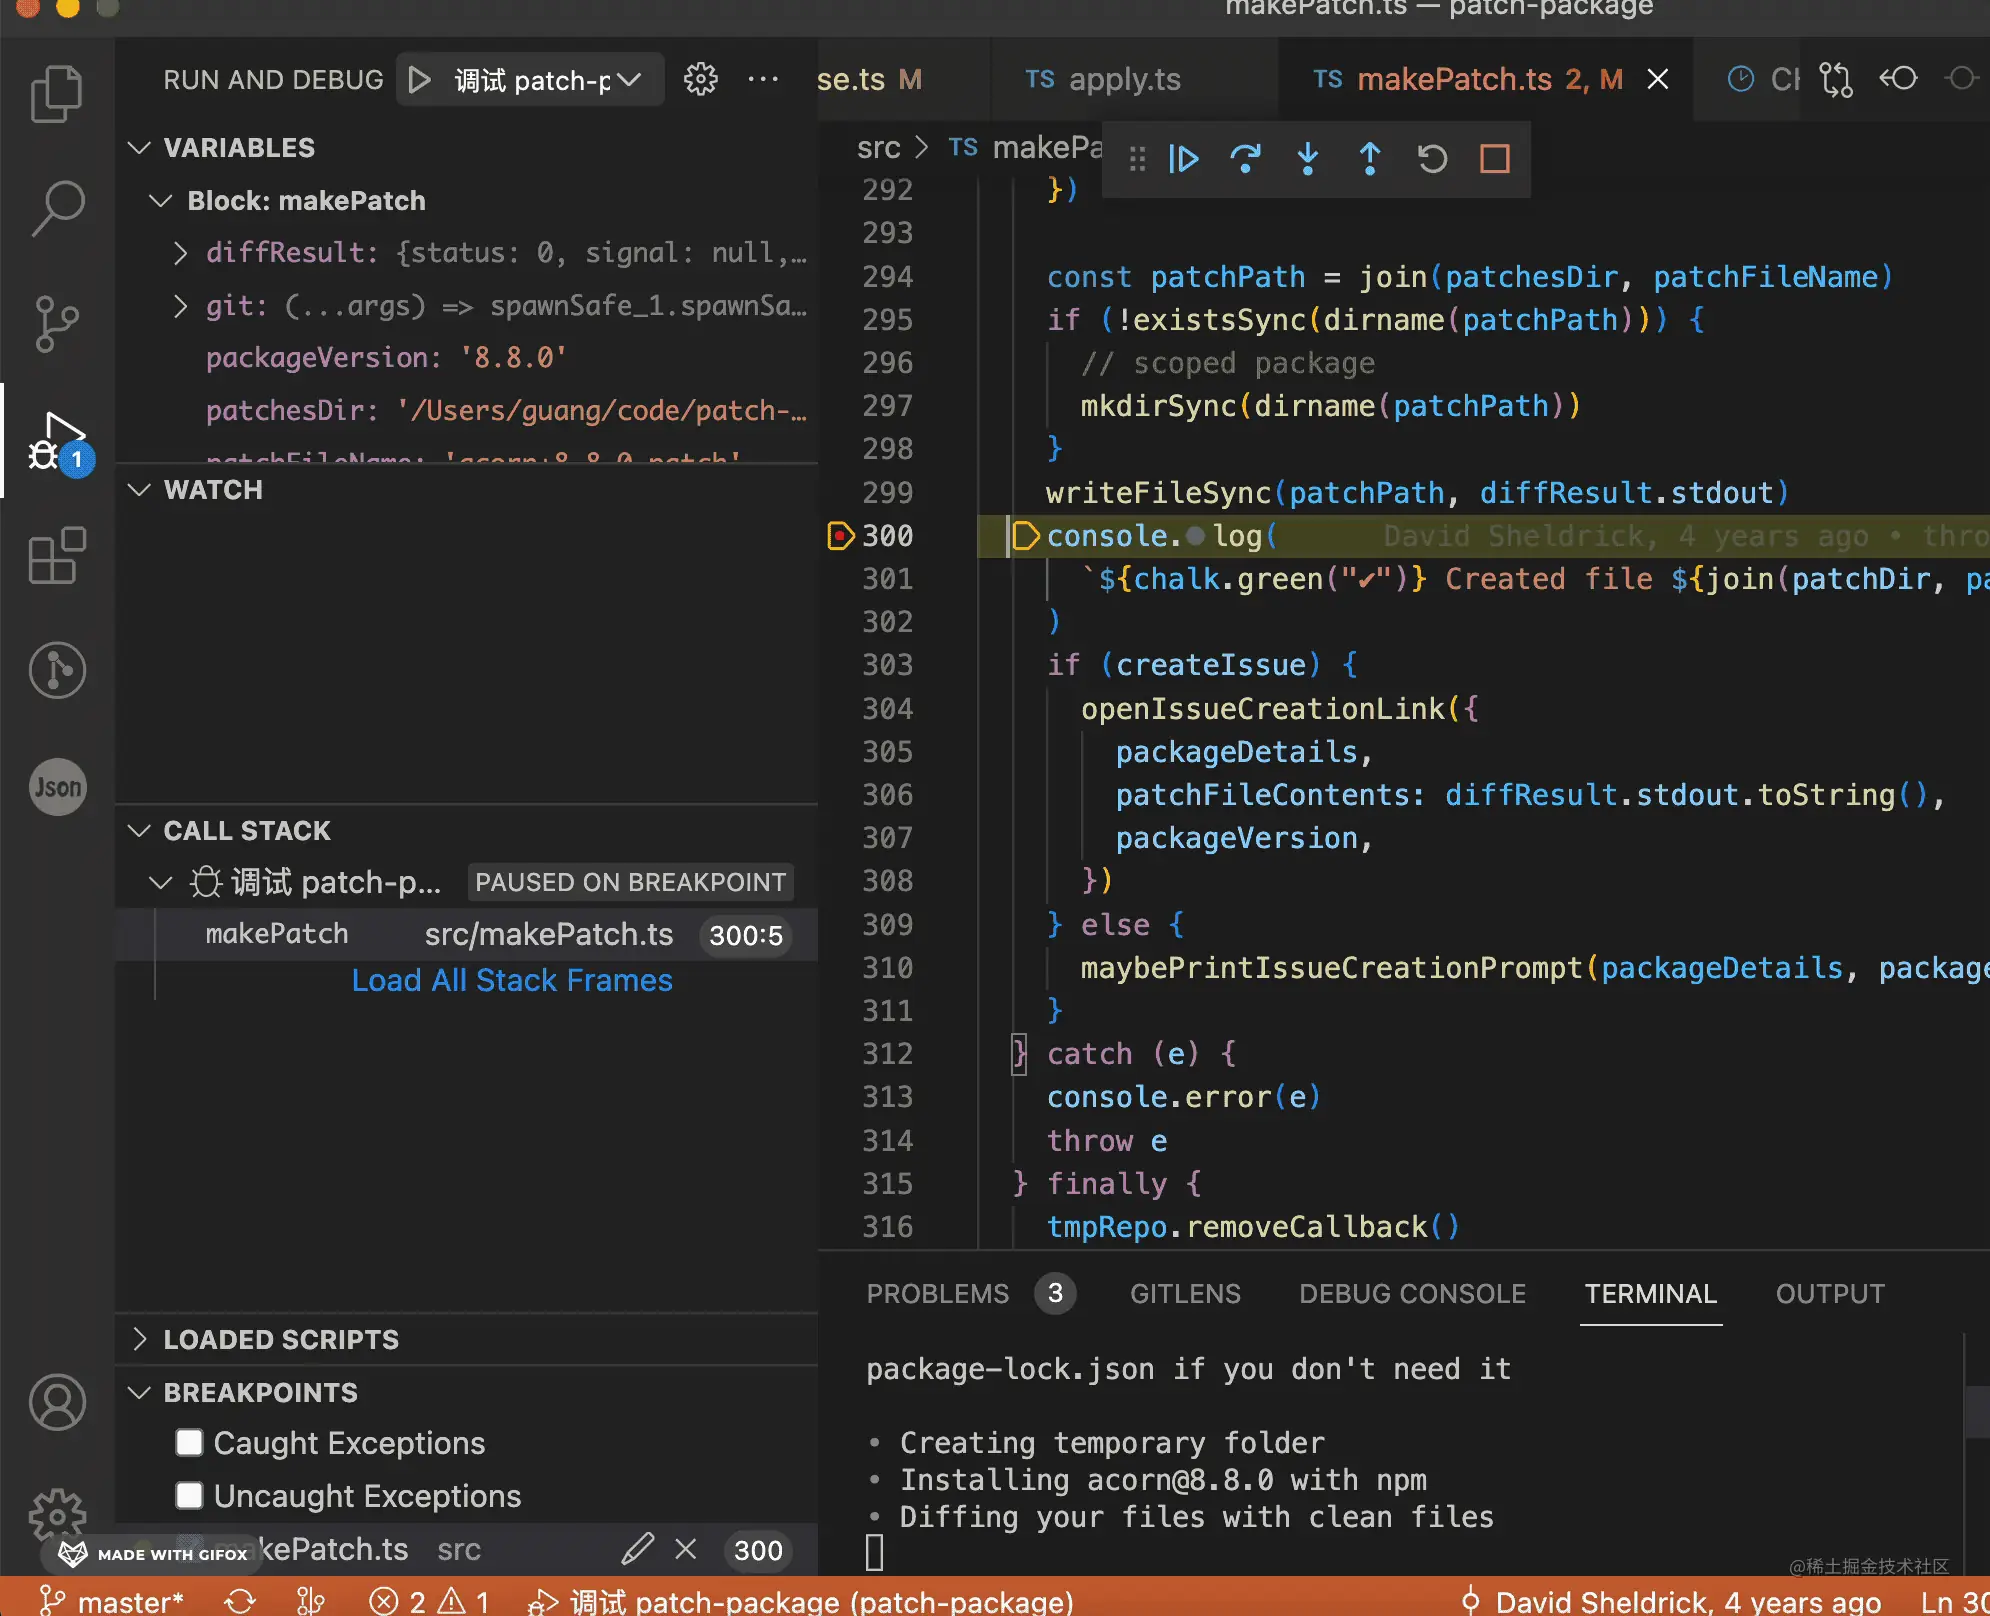 makePatch.ts — patch-package
RUN AND DEBUG 调试 patch-p
se.ts M TS apply.ts TS makePatch.ts 2, M
src > TS makePa
VARIABLES
Block: makePatch
diffResult: {status: 0, signal: null,…
git: (...args) => spawnSafe_1.spawnSa…
packageVersion: '8.8.0'
patchesDir: '/Users/guang/code/patch-…
patchFileName: 'acorn+8.8.0.patch'
WATCH
CALL STACK
调试 patch-p... PAUSED ON BREAKPOINT
makePatch src/makePatch.ts 300:5
Load All Stack Frames
LOADED SCRIPTS
BREAKPOINTS
Caught Exceptions
Uncaught Exceptions
kePatch.ts src 300
MADE WITH GIFOX
Json
1
292 })
293
294 const patchPath = join(patchesDir, patchFileName)
295 if (!existsSync(dirname(patchPath))) {
296 // scoped package
297 mkdirSync(dirname(patchPath))
298 }
299 writeFileSync(patchPath, diffResult.stdout)
300 console.log( David Sheldrick, 4 years ago • thro
301 `${chalk.green("✔")} Created file ${join(patchDir, pa
302 )
303 if (createIssue) {
304 openIssueCreationLink({
305 packageDetails,
306 patchFileContents: diffResult.stdout.toString(),
307 packageVersion,
308 })
309 } else {
310 maybePrintIssueCreationPrompt(packageDetails, package
311 }
312 } catch (e) {
313 console.error(e)
314 throw e
315 } finally {
316 tmpRepo.removeCallback()
PROBLEMS 3 GITLENS DEBUG CONSOLE TERMINAL OUTPUT
package-lock.json if you don't need it
• Creating temporary folder
• Installing acorn@8.8.0 with npm
• Diffing your files with clean files
@稀土掘金技术社区
master* 2 1 调试 patch-package (patch-package) David Sheldrick, 4 years ago Ln 30